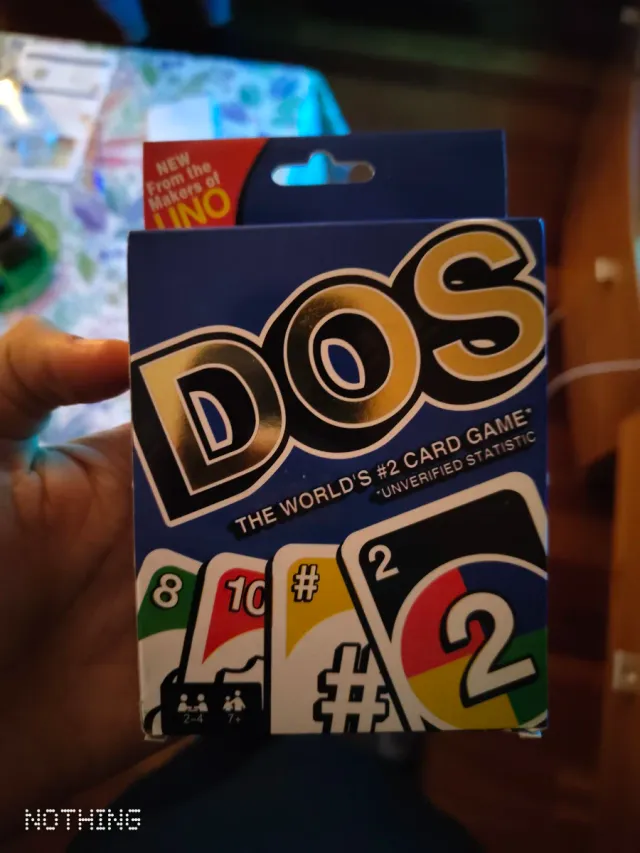 NEW
From the
Makers of
UNO
DOS
THE WORLD'S #2 CARD GAME*
*UNVERIFIED STATISTIC
8
10
#
2
#
2
2-4
7+
NOTHING